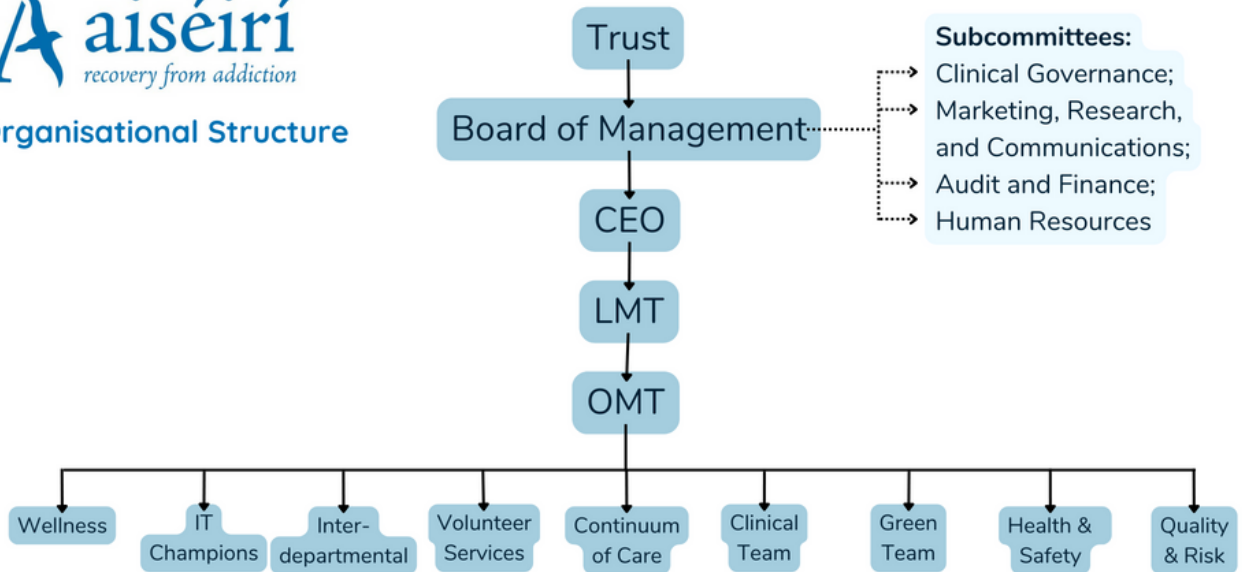 aiséirí
recovery from addiction
Organisational Structure
Trust
Board of Management
CEO
LMT
OMT
Subcommittees:
Clinical Governance;
Marketing, Research,
and Communications;
Audit and Finance;
Human Resources
Wellness
IT
Champions
Inter-
departmental
Volunteer
Services
Continuum
of Care
Clinical
Team
Green
Team
Health &
Safety
Quality
& Risk